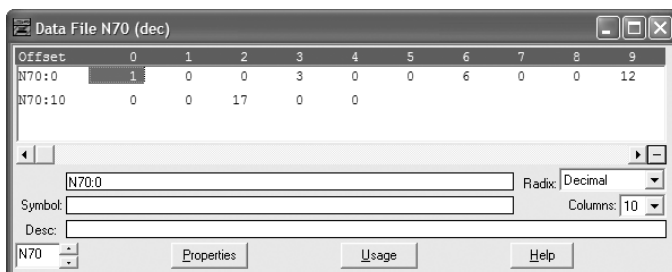 Data File N70 (dec)
Offset 0 1 2 3 4 5 6 7 8 9
N70:0 1 0 0 3 0 0 6 0 0 12
N70:10 0 0 17 0 0
N70:0 Radix: Decimal
Symbol: Columns: 10
Desc:
N70 Properties Usage Help